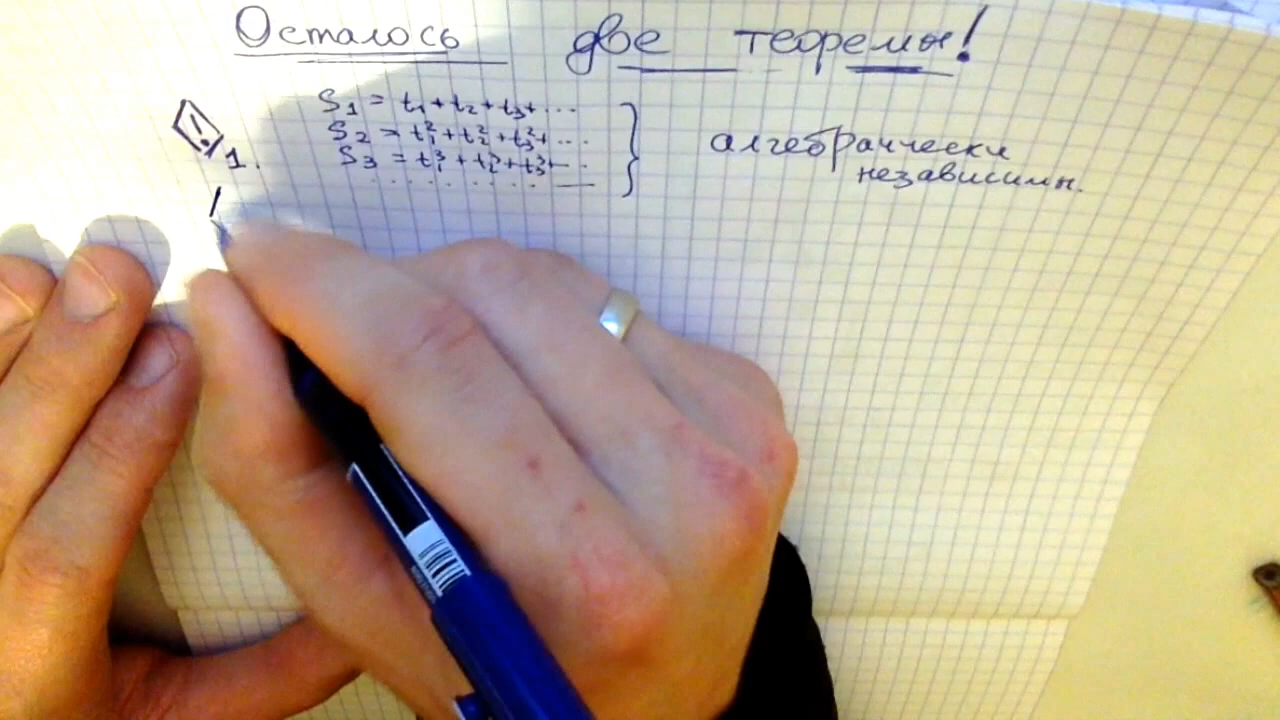 Осталось две теоремы!
1. S₁ = t₁ + t₂ + t₃ + ...
S₂ = t₁² + t₂² + t₃² + ...
S₃ = t₁³ + t₂³ + t₃³ + ...
алгебраически
независимы.